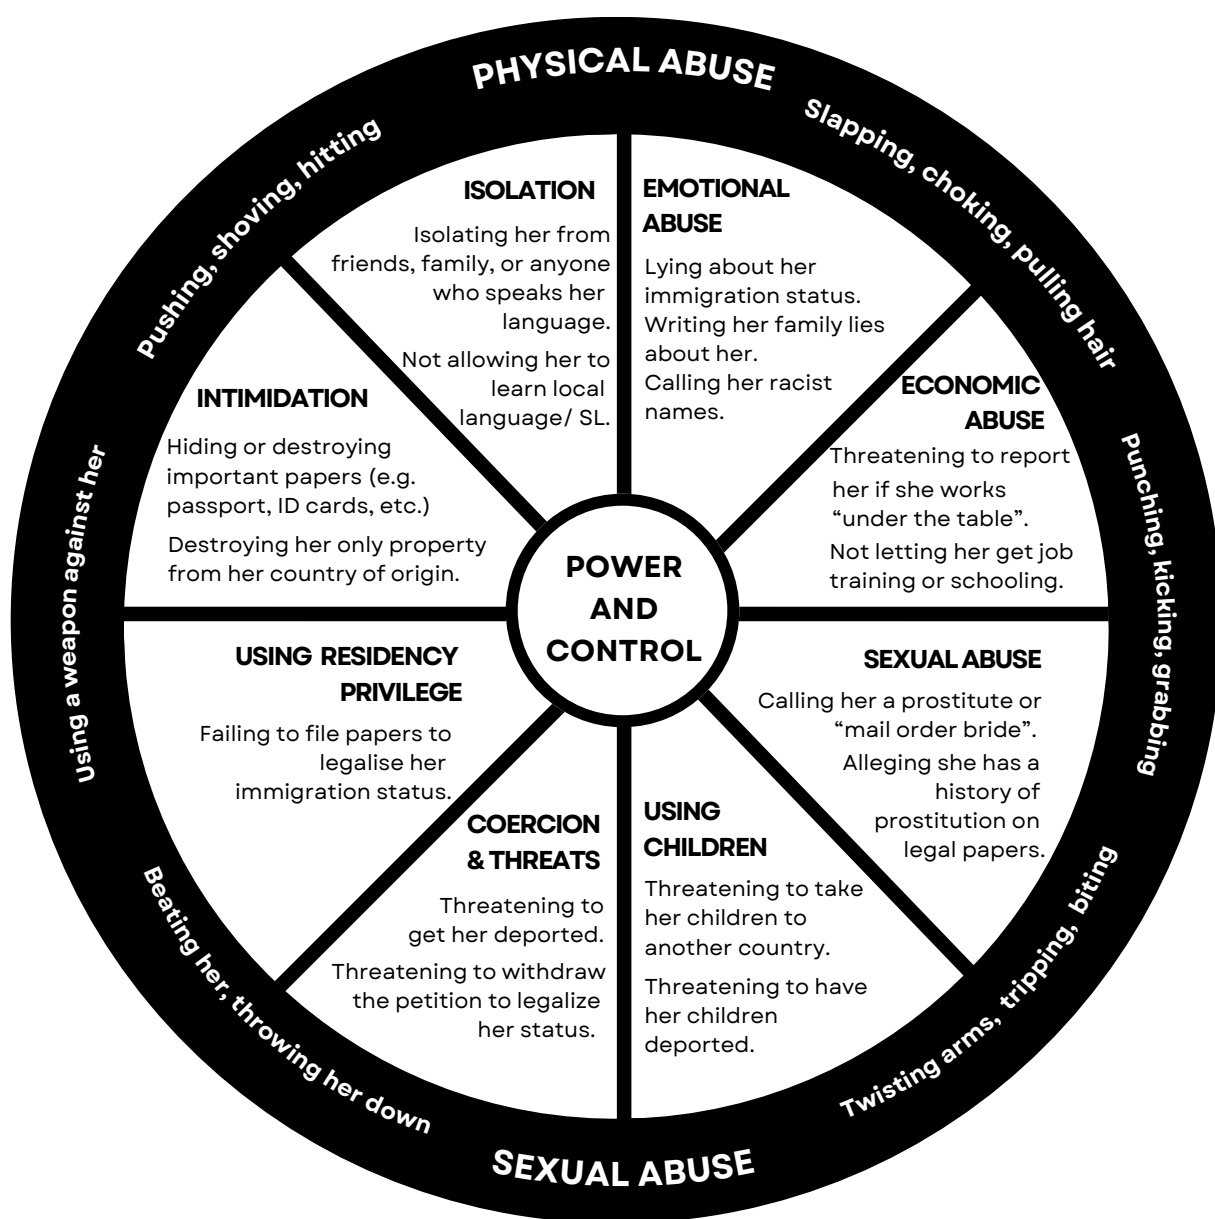 PHYSICAL ABUSE
Slapping, choking, pulling hair
Punching, kicking, grabbing
Twisting arms, tripping, biting
SEXUAL ABUSE
Beating her, throwing her down
Using a weapon against her
Pushing, shoving, hitting
ISOLATION
Isolating her from
friends, family, or anyone
who speaks her
language.
Not allowing her to
learn local
language/ SL.
EMOTIONAL
ABUSE
Lying about her
immigration status.
Writing her family lies
about her.
Calling her racist
names.
ECONOMIC
ABUSE
Threatening to report
her if she works
“under the table”.
Not letting her get job
training or schooling.
SEXUAL ABUSE
Calling her a prostitute or
“mail order bride”.
Alleging she has a
history of
prostitution on
legal papers.
USING
CHILDREN
Threatening to take
her children to
another country.
Threatening to have
her children
deported.
COERCION
& THREATS
Threatening to
get her deported.
Threatening to withdraw
the petition to legalize
her status.
USING RESIDENCY
PRIVILEGE
Failing to file papers to
legalise her
immigration status.
INTIMIDATION
Hiding or destroying
important papers (e.g.
passport, ID cards, etc.)
Destroying her only property
from her country of origin.
POWER
AND
CONTROL